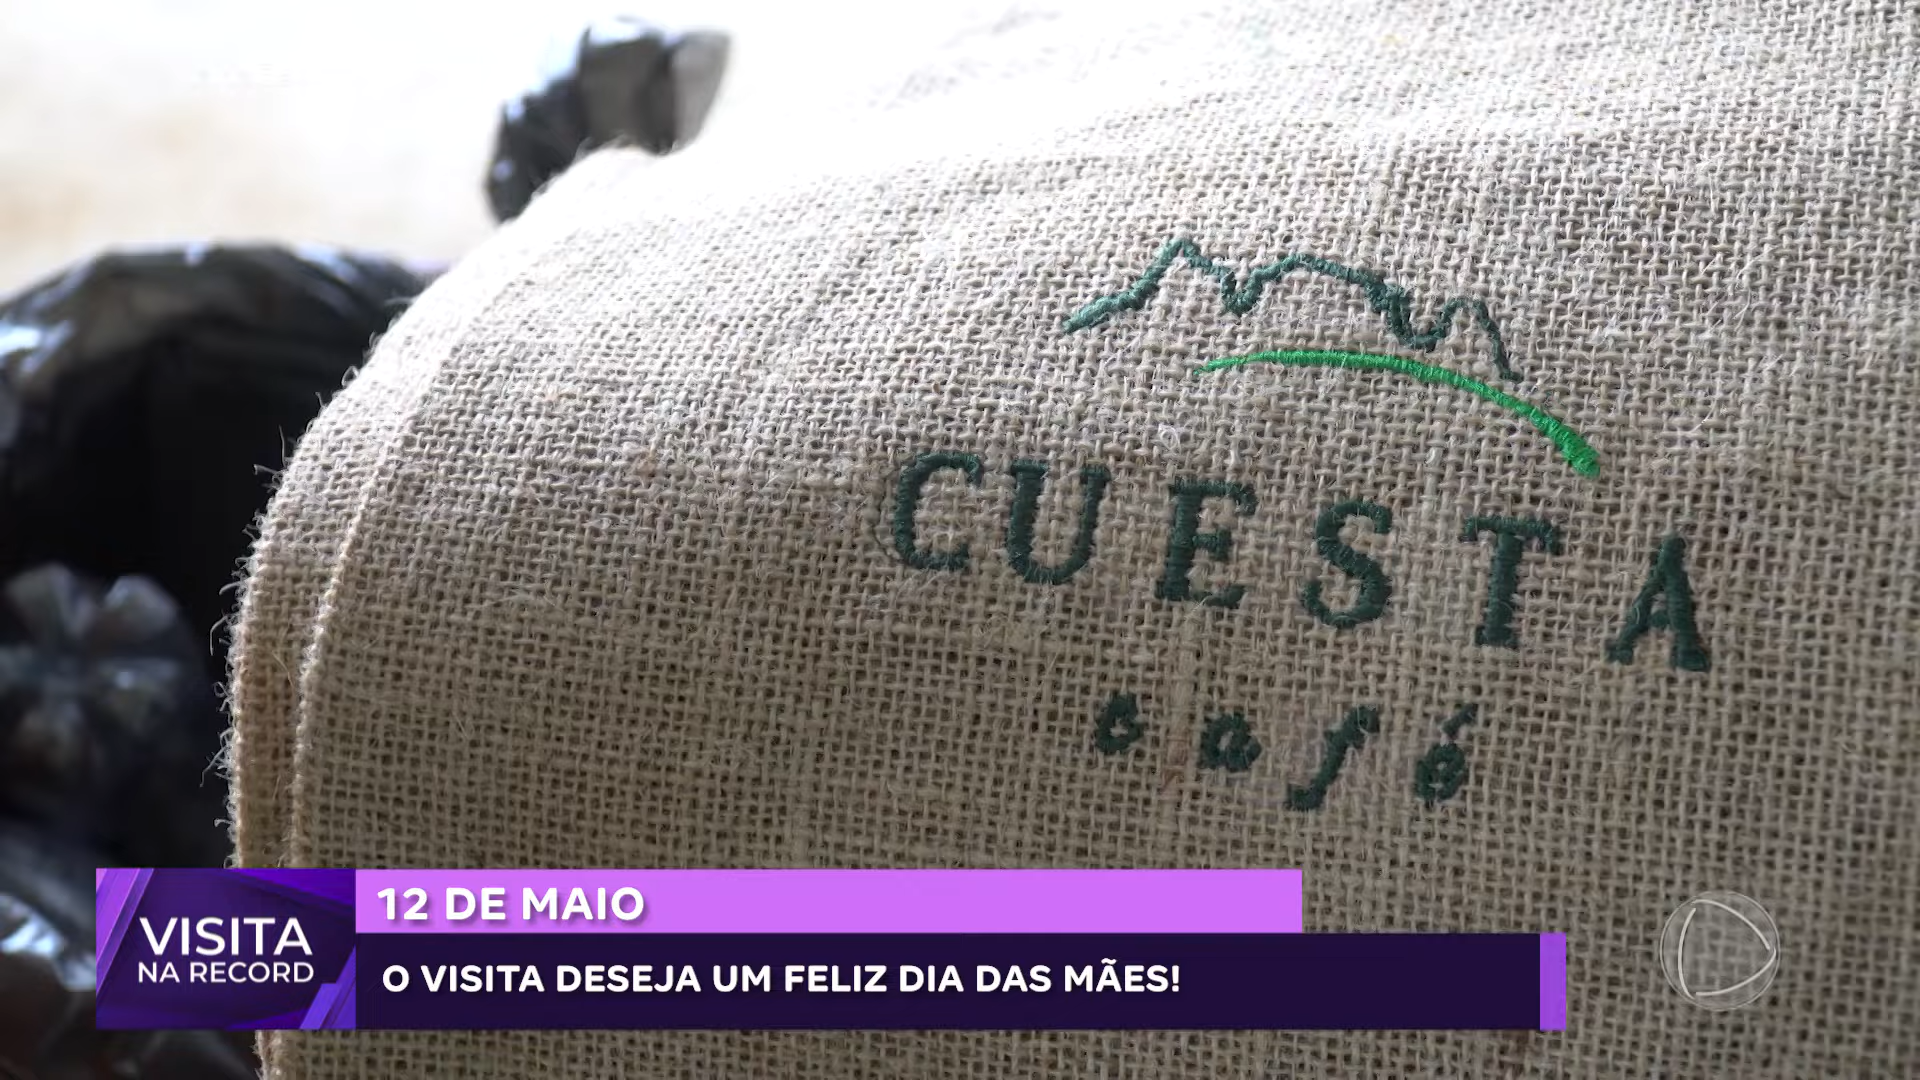 CUESTA
café
12 DE MAIO
VISITA
NA RECORD
O VISITA DESEJA UM FELIZ DIA DAS MÃES!